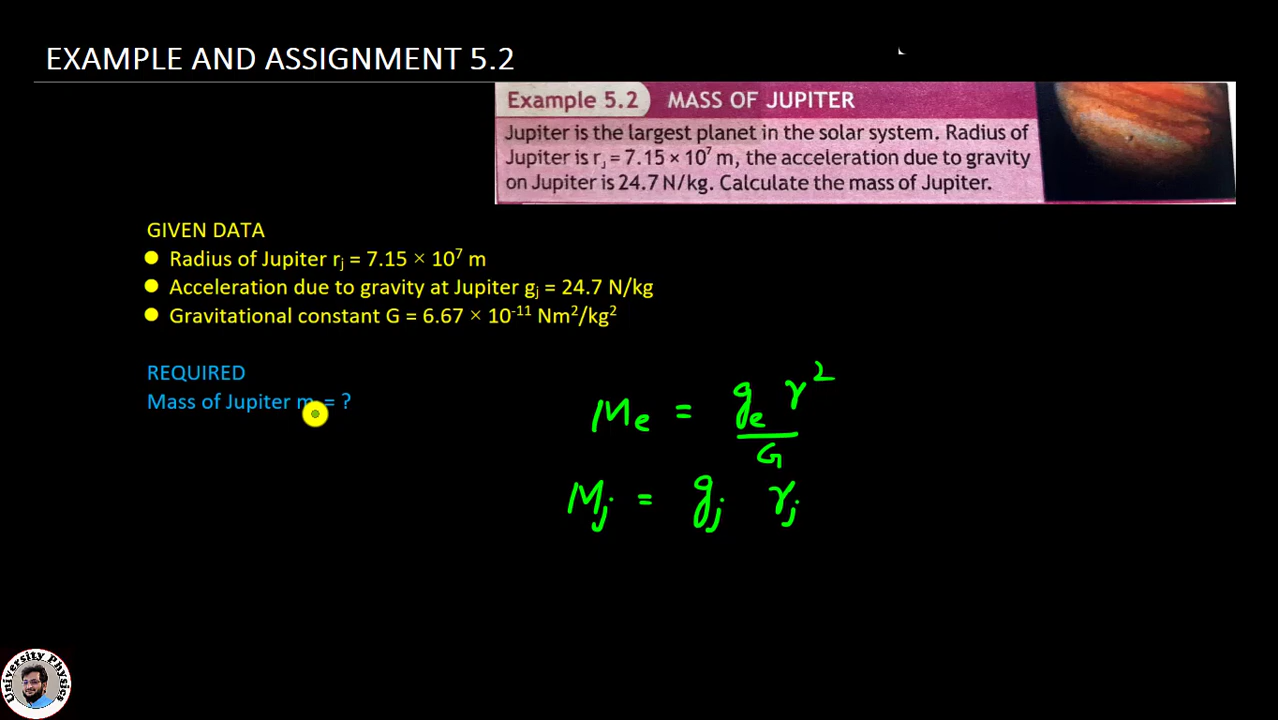 EXAMPLE AND ASSIGNMENT 5.2
Example 5.2 MASS OF JUPITER
Jupiter is the largest planet in the solar system. Radius of
Jupiter is rⱼ = 7.15 × 10⁷ m, the acceleration due to gravity
on Jupiter is 24.7 N/kg. Calculate the mass of Jupiter.
GIVEN DATA
● Radius of Jupiter rⱼ = 7.15 × 10⁷ m
● Acceleration due to gravity at Jupiter gⱼ = 24.7 N/kg
● Gravitational constant G = 6.67 × 10⁻¹¹ Nm²/kg²
REQUIRED
Mass of Jupiter m = ?
Mₑ = gₑ r²
G
Mⱼ = gⱼ rⱼ
University Physics